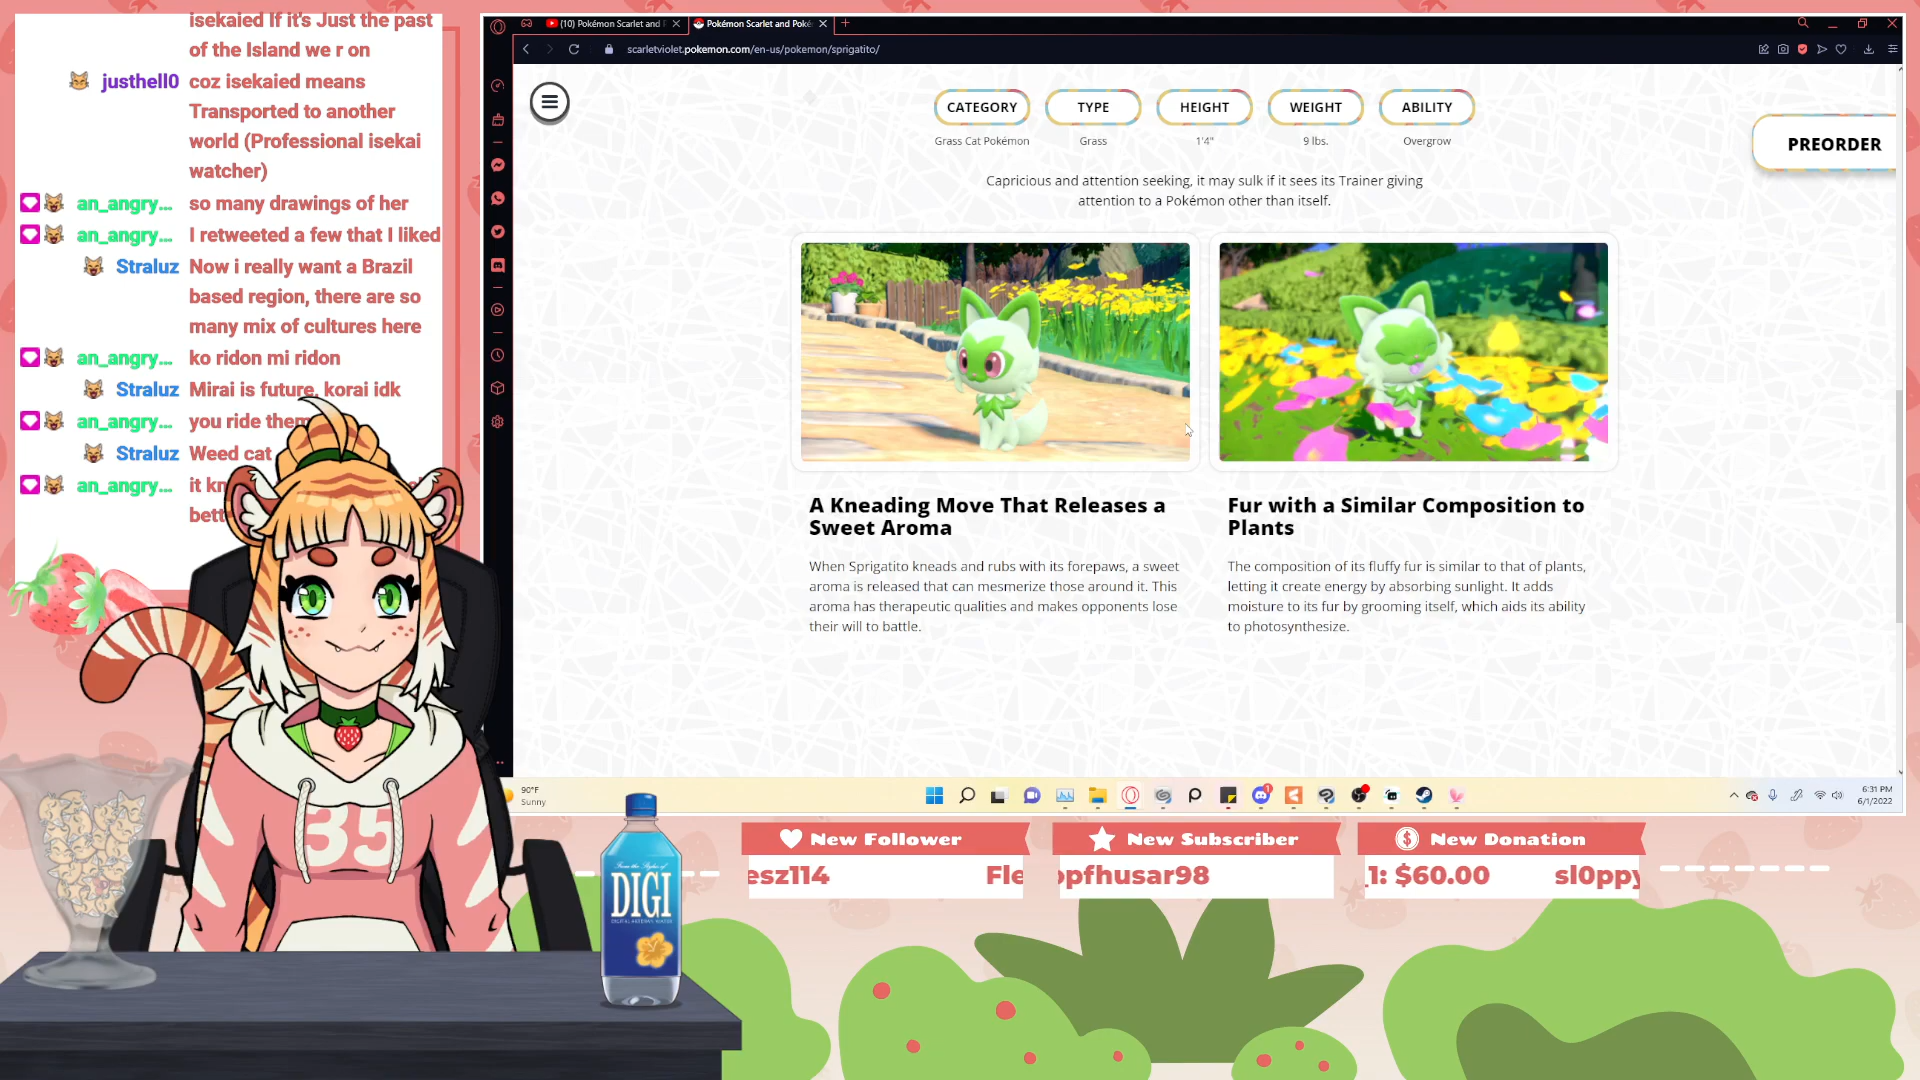 isekaied If it's Just the past
of the Island we r on
justhell0 coz isekaied means
Transported to another
world (Professional isekai
watcher)
an_angry... so many drawings of her
an_angry... I retweeted a few that I liked
Straluz Now i really want a Brazil
based region, there are so
many mix of cultures here
an_angry... ko ridon mi ridon
Straluz Mirai is future, korai idk
an_angry... you ride them
Straluz Weed cat
an_angry... it
(10) Pokémon Scarlet and
Pokémon Scarlet and Poké
scarletviolet.pokemon.com/en-us/pokemon/sprigatito/
CATEGORY TYPE HEIGHT WEIGHT ABILITY
Grass Cat Pokémon Grass 1'4" 9 lbs. Overgrow
PREORDER
Capricious and attention seeking, it may sulk if it sees its Trainer giving
attention to a Pokémon other than itself.
A Kneading Move That Releases a
Sweet Aroma
When Sprigatito kneads and rubs with its forepaws, a sweet
aroma is released that can mesmerize those around it. This
aroma has therapeutic qualities and makes opponents lose
their will to battle.
Fur with a Similar Composition to
Plants
The composition of its fluffy fur is similar to that of plants,
letting it create energy by absorbing sunlight. It adds
moisture to its fur by grooming itself, which aids its ability
to photosynthesize.
90°F
Sunny
6:31 PM
6/1/2022
35
DIGI
New Follower
esz114 Fle
New Subscriber
opfhusar98
New Donation
1: $60.00 sl0ppy